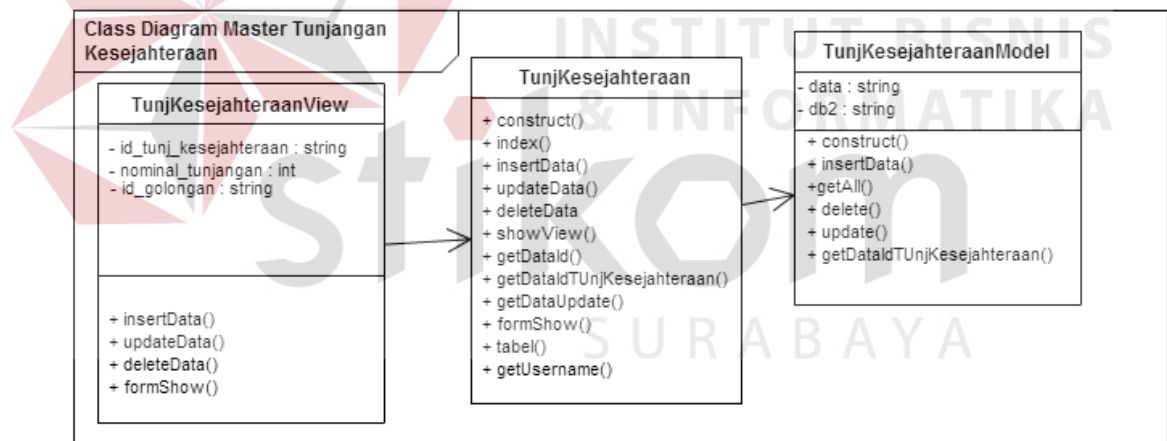 Class Diagram Master Tunjangan
Kesejahteraan
TunjKesejahteraanView
- id_tunj_kesejahteraan : string
- nominal_tunjangan : int
- id_golongan : string
+ insertData()
+ updateData()
+ deleteData()
+ formShow()
TunjKesejahteraan
+ construct()
+ index()
+ insertData()
+ updateData()
+ deleteData
+ showView()
+ getDataId()
+ getDataIdTUnjKesejahteraan()
+ getDataUpdate()
+ formShow()
+ tabel()
+ getUsername()
TunjKesejahteraanModel
- data : string
- db2 : string
+ construct()
+ insertData()
+getAll()
+ delete()
+ update()
+ getDataIdTUnjKesejahteraan()
INSTITUT BISNIS
& INFORMATIKA
stikom
SURABAYA